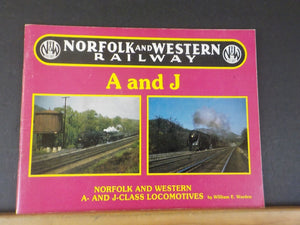 NORFOLK AND WESTERN
RAILWAY
A and J
NORFOLK AND WESTERN
A- AND J-CLASS LOCOMOTIVES by William E. Warden